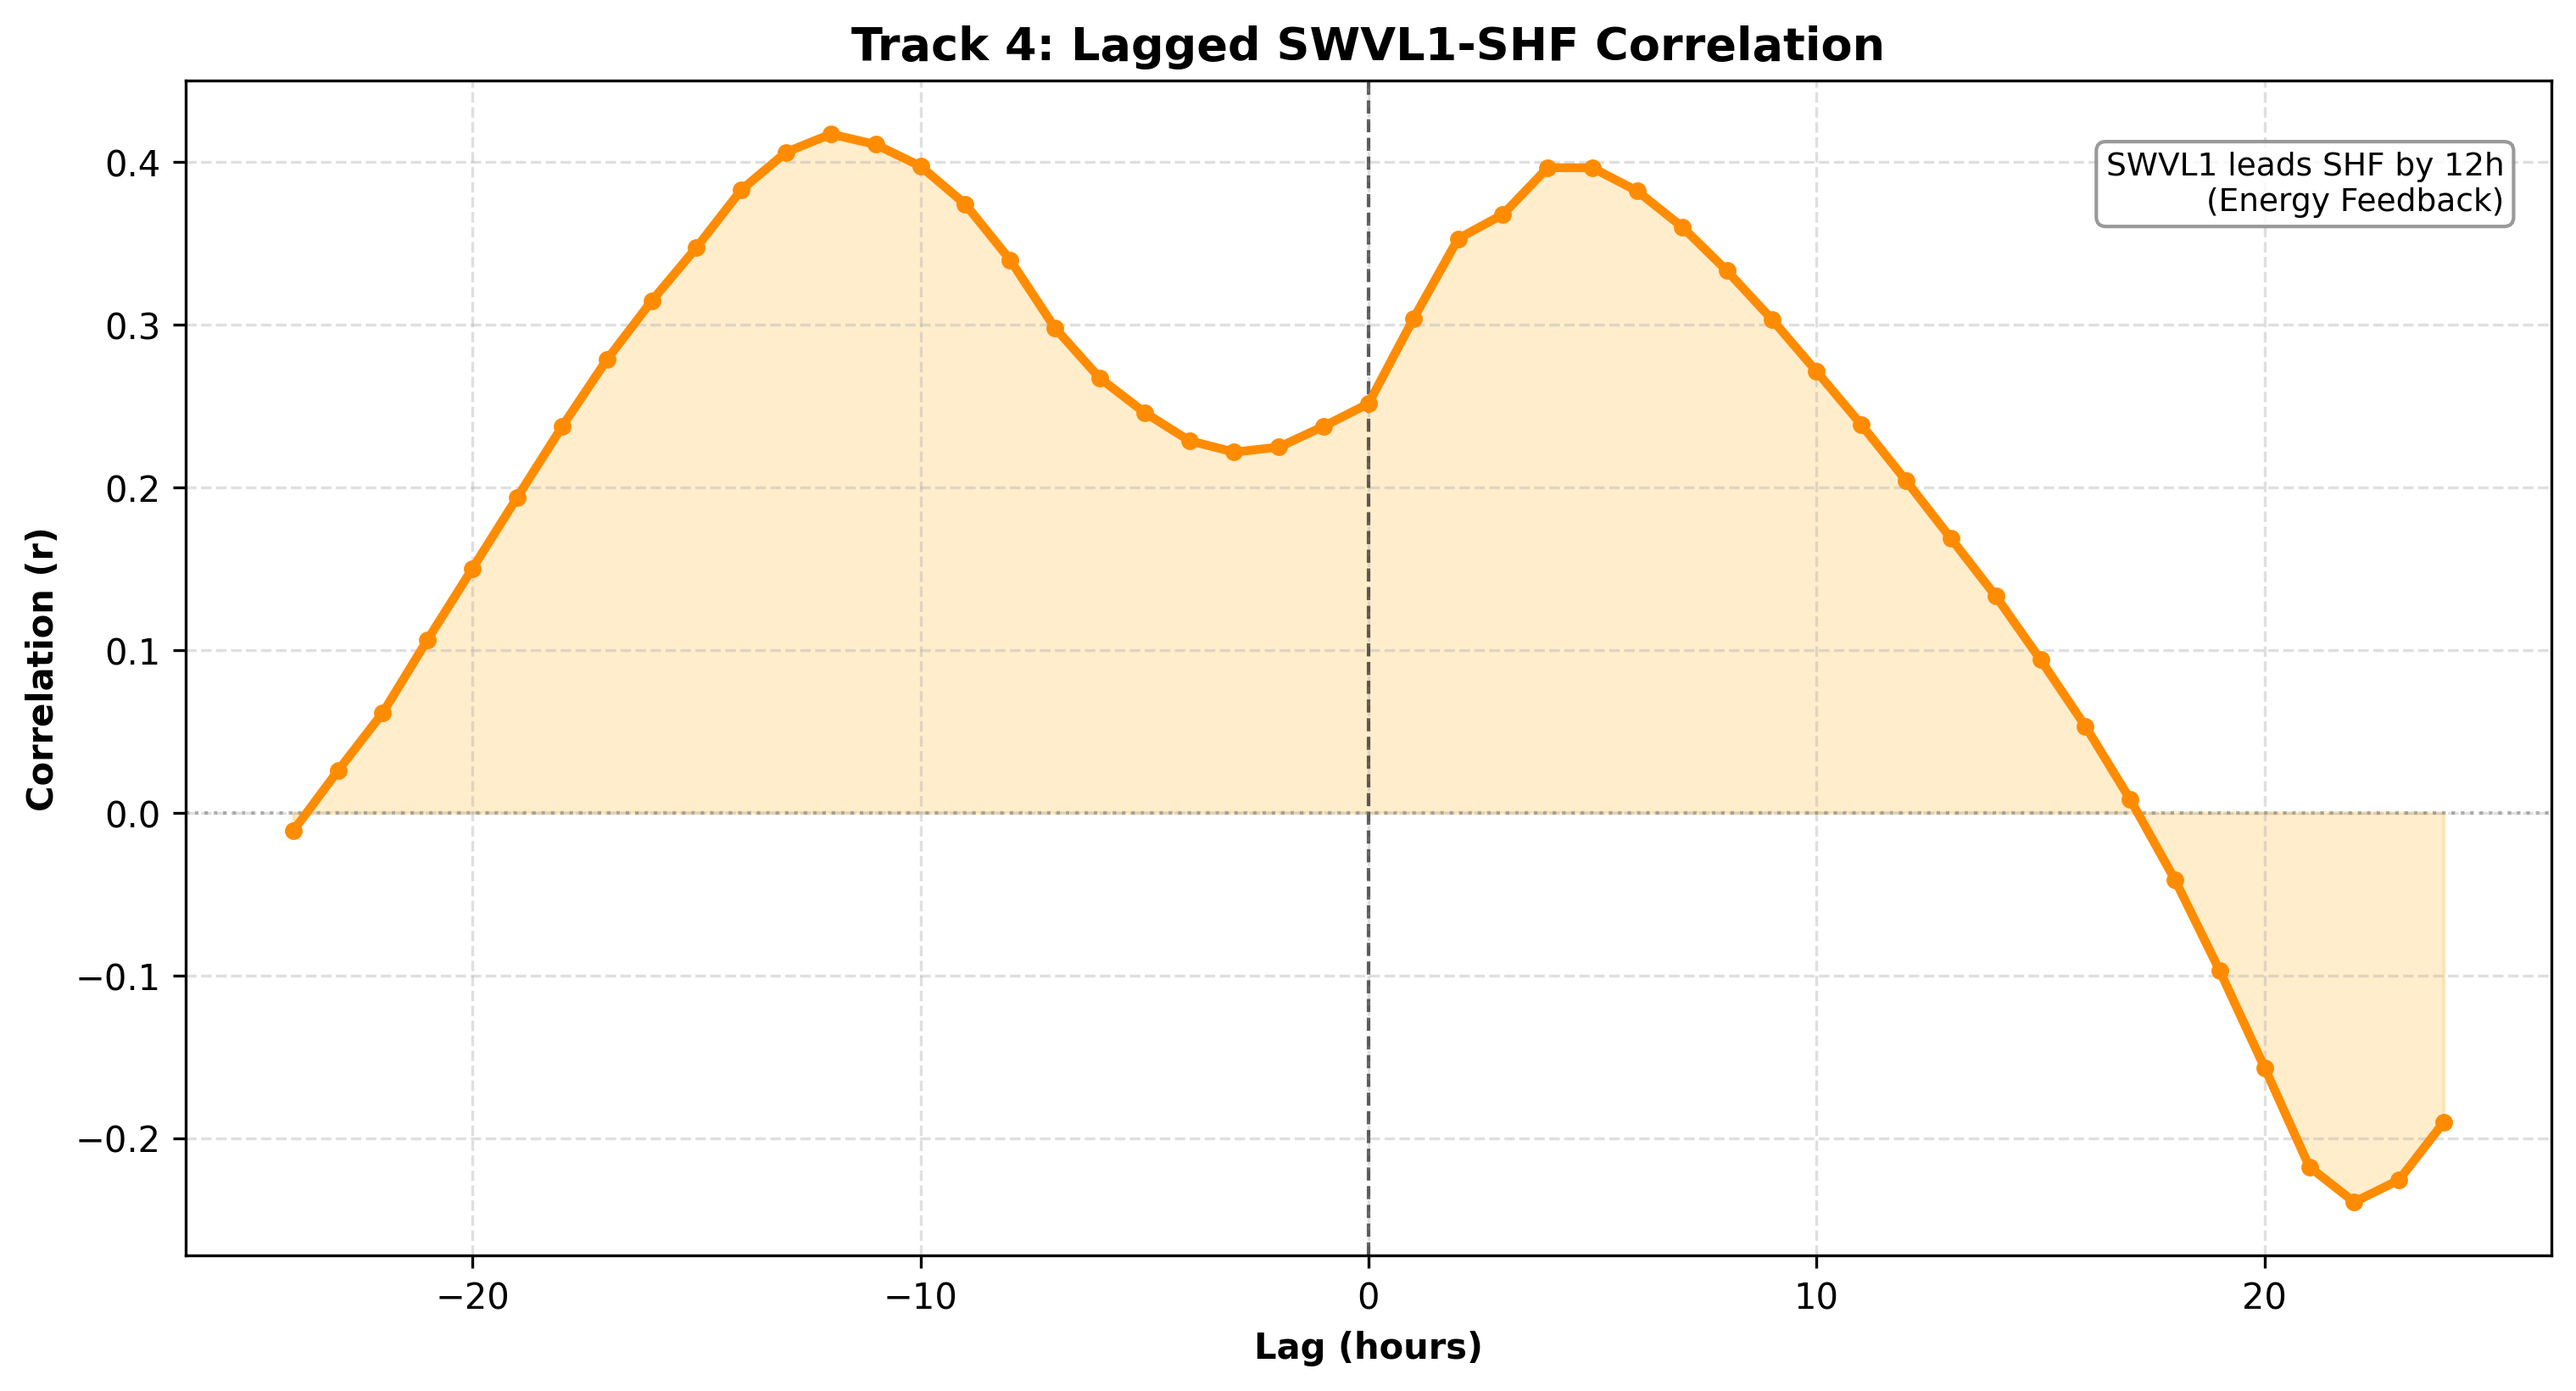 Track 4: Lagged SWVL1-SHF Correlation
SWVL1 leads SHF by 12h
(Energy Feedback)
Correlation (r)
0.4
0.3
0.2
0.1
0.0
−0.1
−0.2
−20
−10
0
10
20
Lag (hours)